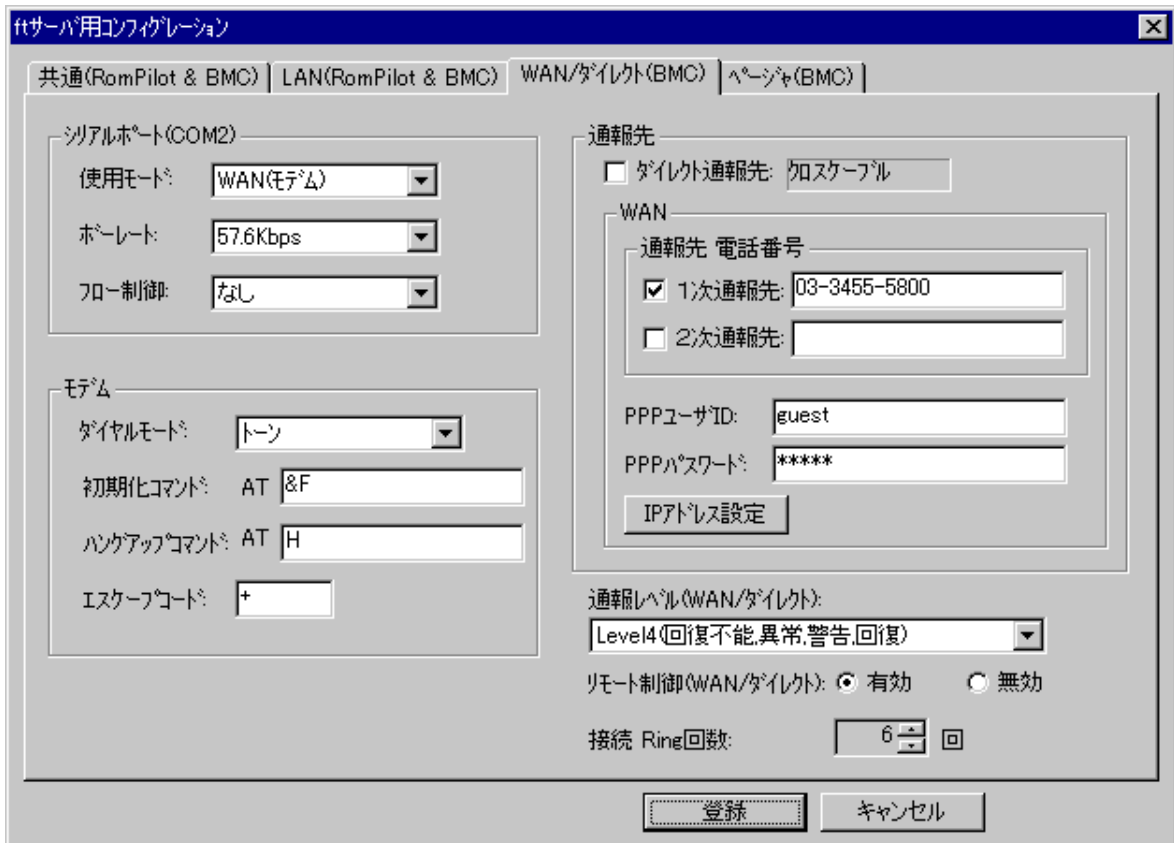 ftサーバ用コンフィグレーション
共通(RomPilot & BMC) LAN(RomPilot & BMC) WAN/ダイレクト(BMC) ページャ(BMC)
シリアルポート(COM2)
使用モード: WAN(モデム)
ボーレート: 57.6Kbps
フロー制御: なし
モデム
ダイヤルモード: トーン
初期化コマンド: AT &F
ハングアップコマンド: AT H
エスケープコード: +
通報先
ダイレクト通報先: クロスケーブル
WAN
通報先 電話番号
1次通報先: 03-3455-5800
2次通報先:
PPPユーザID: guest
PPPパスワード: *****
IPアドレス設定
通報レベル(WAN/ダイレクト):
Level4(回復不能,異常,警告,回復)
リモート制御(WAN/ダイレクト): 有効 無効
接続 Ring回数: 6 回
登録 キャンセル